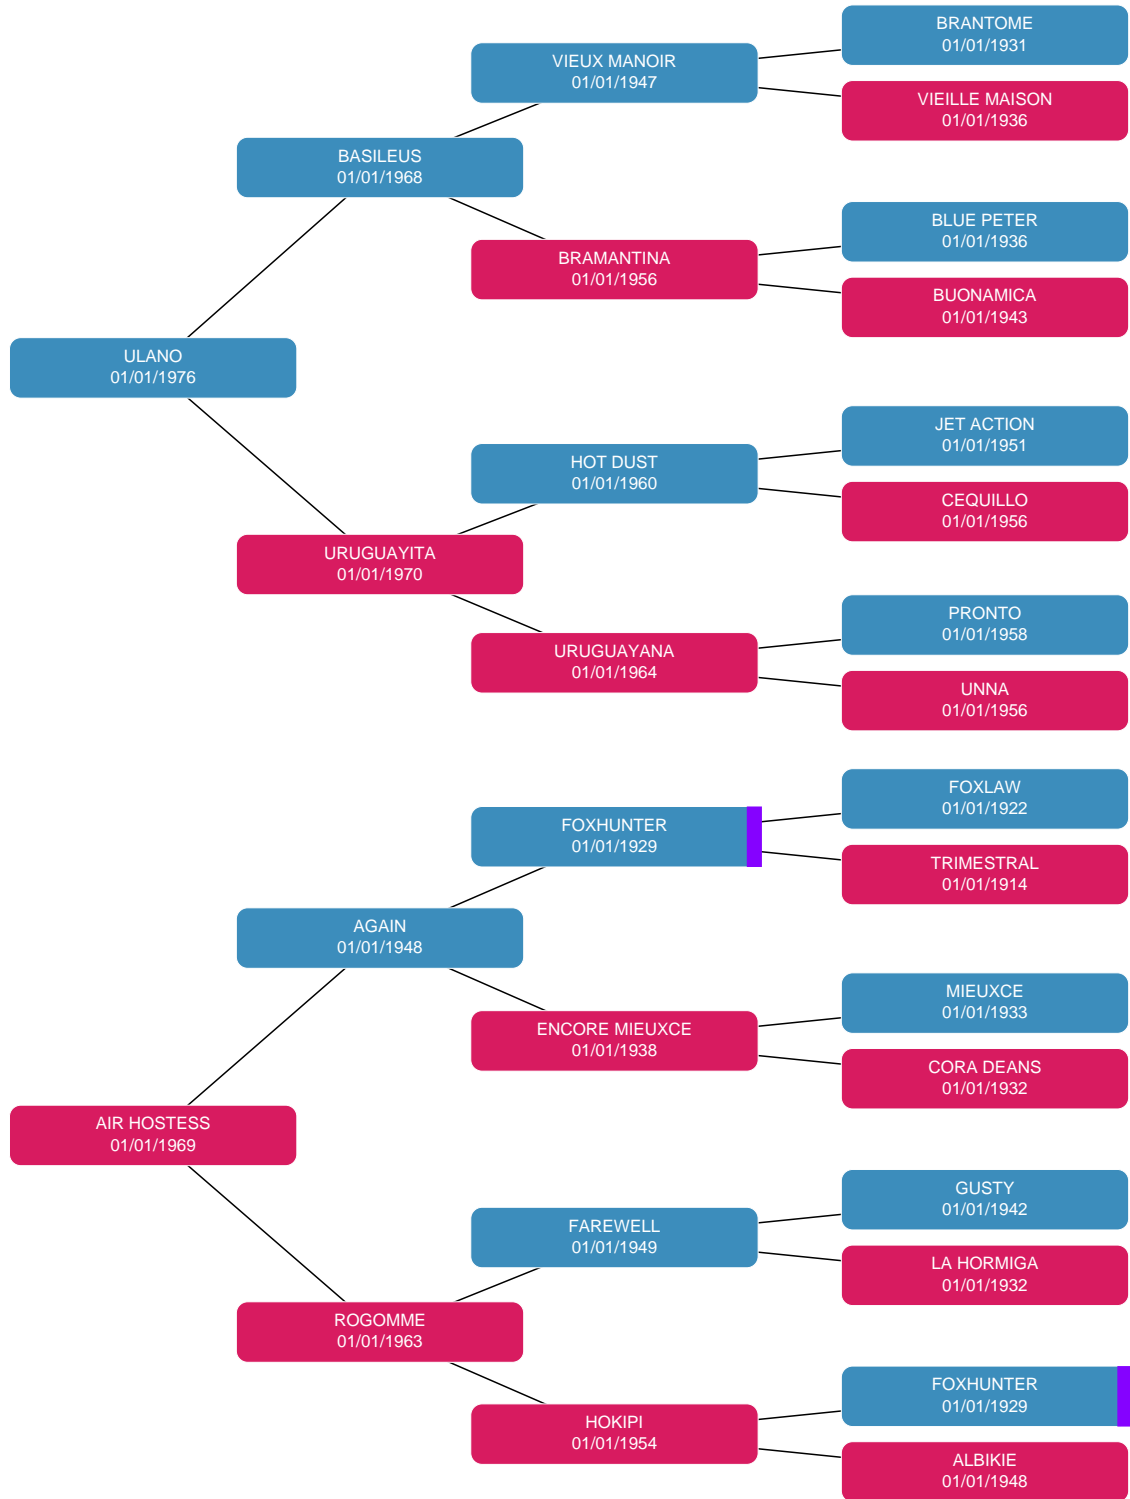 BRANTOME
01/01/1931
VIEUX MANOIR
01/01/1947
VIEILLE MAISON
01/01/1936
BASILEUS
01/01/1968
BLUE PETER
01/01/1936
BRAMANTINA
01/01/1956
BUONAMICA
01/01/1943
ULANO
01/01/1976
JET ACTION
01/01/1951
HOT DUST
01/01/1960
CEQUILLO
01/01/1956
URUGUAYITA
01/01/1970
PRONTO
01/01/1958
URUGUAYANA
01/01/1964
UNNA
01/01/1956
FOXLAW
01/01/1922
FOXHUNTER
01/01/1929
TRIMESTRAL
01/01/1914
AGAIN
01/01/1948
MIEUXCE
01/01/1933
ENCORE MIEUXCE
01/01/1938
CORA DEANS
01/01/1932
AIR HOSTESS
01/01/1969
GUSTY
01/01/1942
FAREWELL
01/01/1949
LA HORMIGA
01/01/1932
ROGOMME
01/01/1963
FOXHUNTER
01/01/1929
HOKIPI
01/01/1954
ALBIKIE
01/01/1948